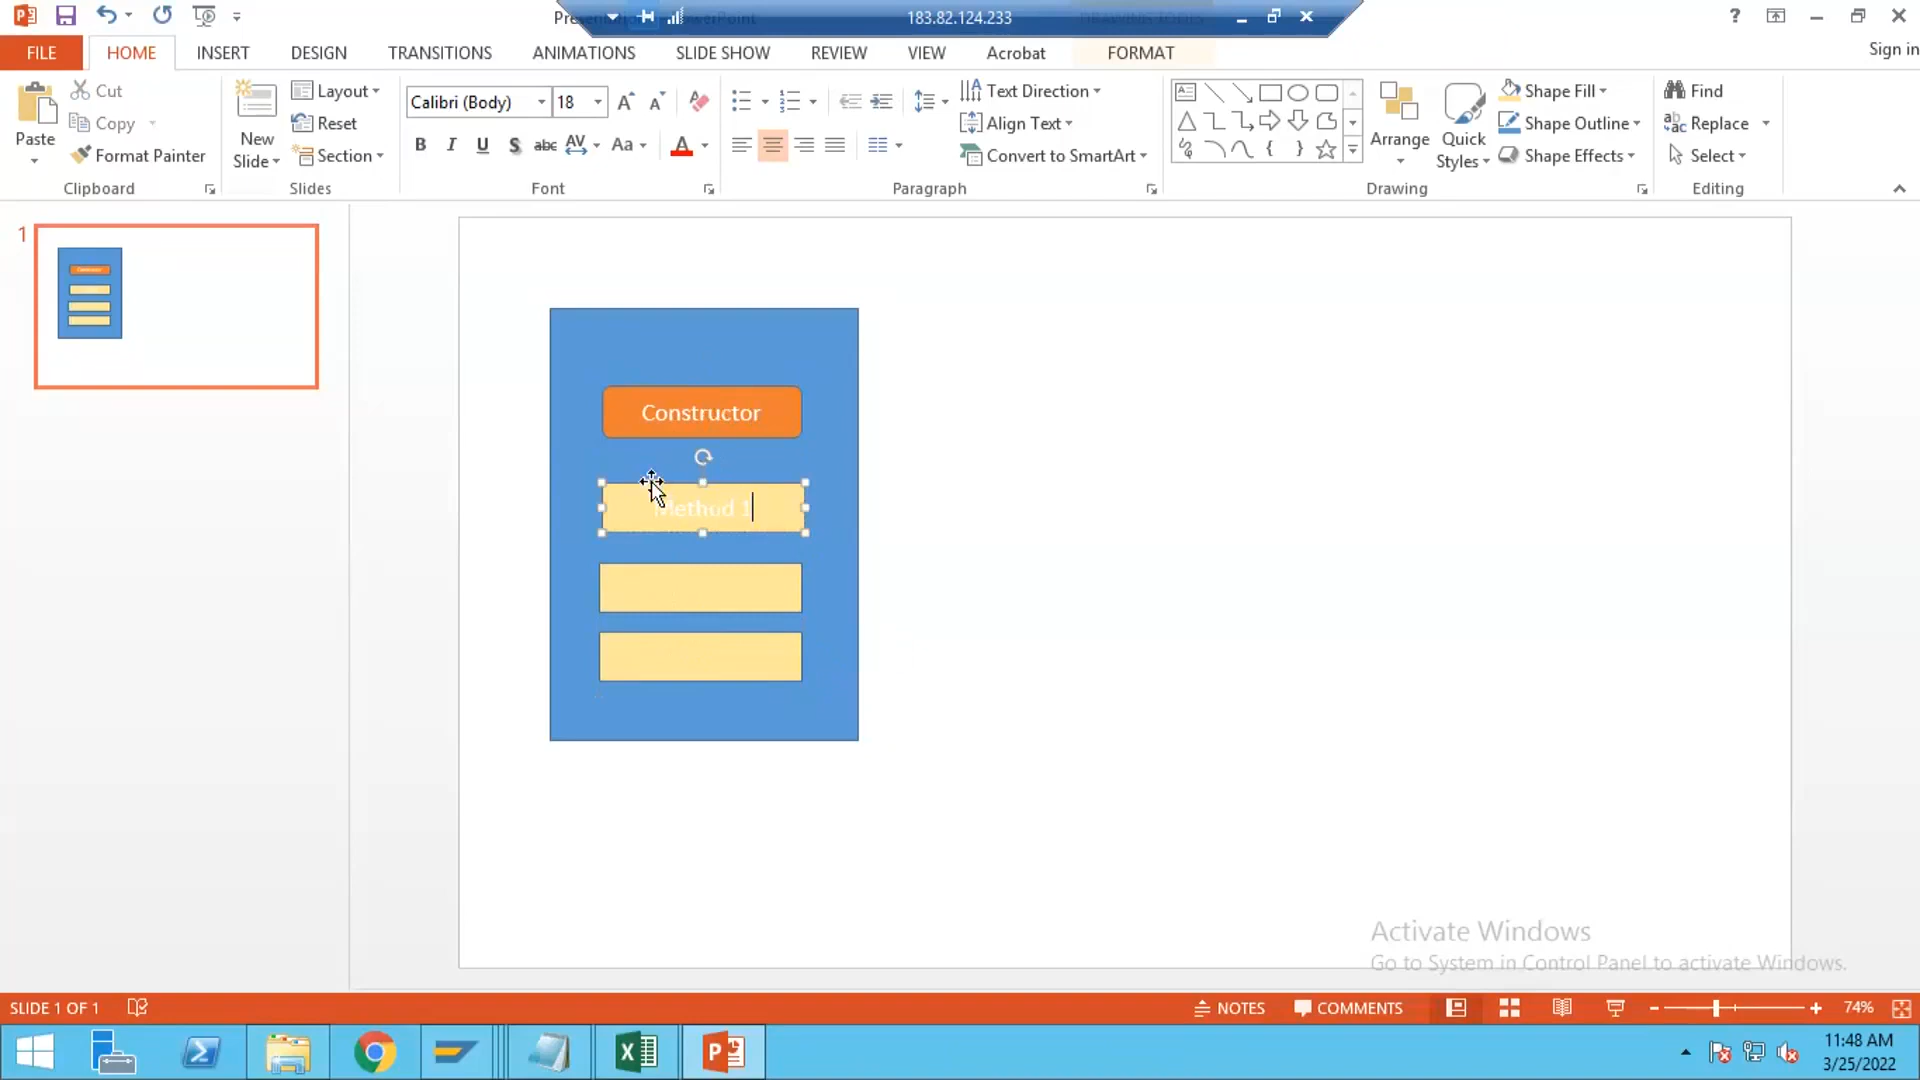 183.82.124.233
FILE HOME INSERT DESIGN TRANSITIONS ANIMATIONS SLIDE SHOW REVIEW VIEW Acrobat FORMAT Sign in
Paste
Cut
Copy
Format Painter
Clipboard
New
Slide
Layout
Reset
Section
Slides
Calibri (Body) 18
Font
Paragraph
Text Direction
Align Text
Convert to SmartArt
Arrange
Quick
Styles
Drawing
Shape Fill
Shape Outline
Shape Effects
Find
Replace
Select
Editing
1
Constructor
Method 1
Activate Windows
Go to System in Control Panel to activate Windows.
SLIDE 1 OF 1 NOTES COMMENTS 74%
11:48 AM
3/25/2022